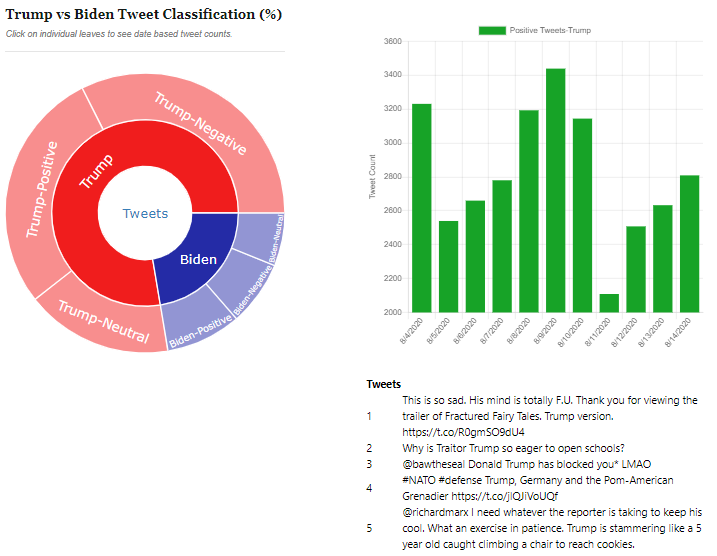 Trump vs Biden Tweet Classification (%)
Click on individual leaves to see date based tweet counts.
Trump-Negative
Trump-Positive
Trump
Tweets
Biden
Biden-Neutral
Biden-Negative
Biden-Positive
Trump-Neutral
Positive Tweets-Trump
Tweet Count
3600
3400
3200
3000
2800
2600
2400
2200
2000
8/4/2020
8/5/2020
8/6/2020
8/7/2020
8/8/2020
8/9/2020
8/10/2020
8/11/2020
8/12/2020
8/13/2020
8/14/2020
Tweets
This is so sad. His mind is totally F.U. Thank you for viewing the
1 trailer of Fractured Fairy Tales. Trump version.
https://t.co/R0gmSO9dU4
2 Why is Traitor Trump so eager to open schools?
3 @bawtheseal Donald Trump has blocked you* LMAO
#NATO #defense Trump, Germany and the Pom-American
4 Grenadier https://t.co/jlQJiVoUQf
@richardmarx I need whatever the reporter is taking to keep his
5 cool. What an exercise in patience. Trump is stammering like a 5
year old caught climbing a chair to reach cookies.